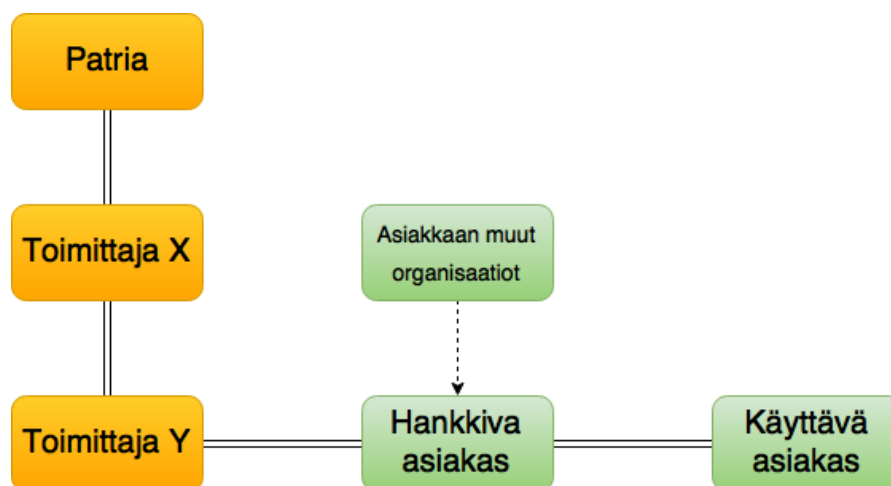 Patria
Toimittaja X
Asiakkaan muut
organisaatiot
Toimittaja Y
Hankkiva
asiakas
Käyttävä
asiakas